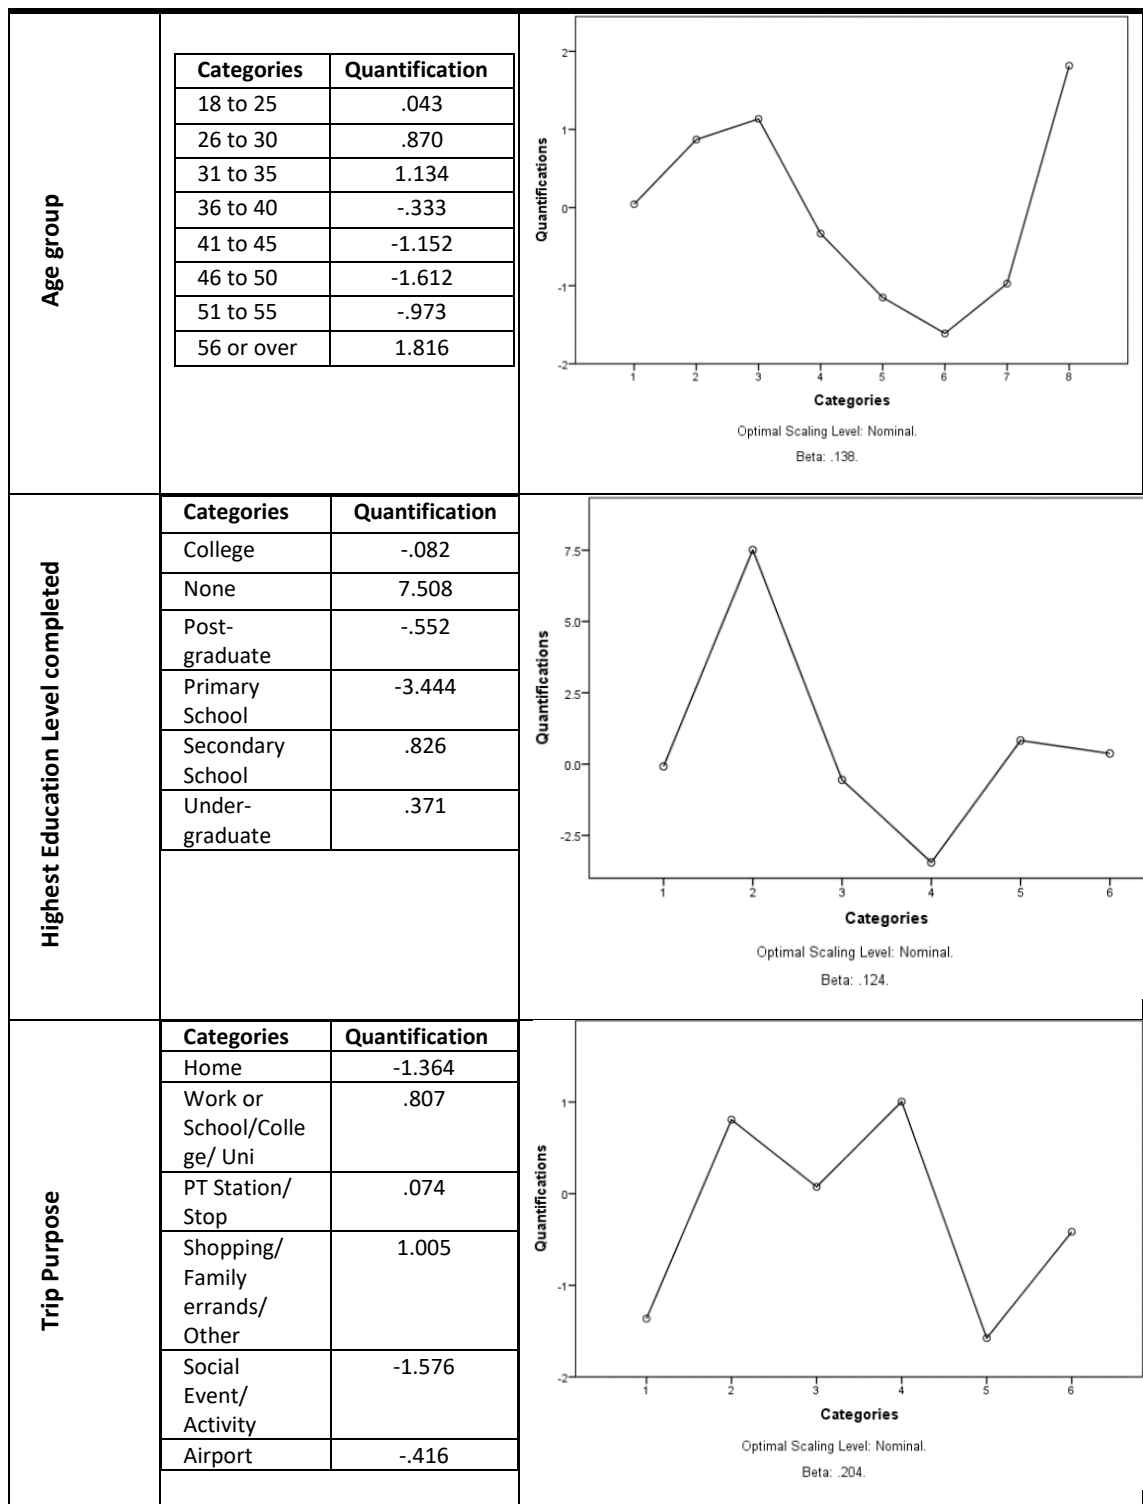 Age group
Categories Quantification
18 to 25 .043
26 to 30 .870
31 to 35 1.134
36 to 40 -.333
41 to 45 -1.152
46 to 50 -1.612
51 to 55 -.973
56 or over 1.816
Quantifications
2
1
0
-1
-2
1 2 3 4 5 6 7 8
Categories
Optimal Scaling Level: Nominal.
Beta: .138.
Highest Education Level completed
Categories Quantification
College -.082
None 7.508
Post- -.552
graduate
Primary -3.444
School
Secondary .826
School
Under- .371
graduate
Quantifications
7.5
5.0
2.5
0.0
-2.5
1 2 3 4 5 6
Categories
Optimal Scaling Level: Nominal.
Beta: .124.
Trip Purpose
Categories Quantification
Home -1.364
Work or .807
School/Colle
ge/ Uni
PT Station/ .074
Stop
Shopping/ 1.005
Family
errands/
Other
Social -1.576
Event/
Activity
Airport -.416
Quantifications
1
0
-1
-2
1 2 3 4 5 6
Categories
Optimal Scaling Level: Nominal.
Beta: .204.